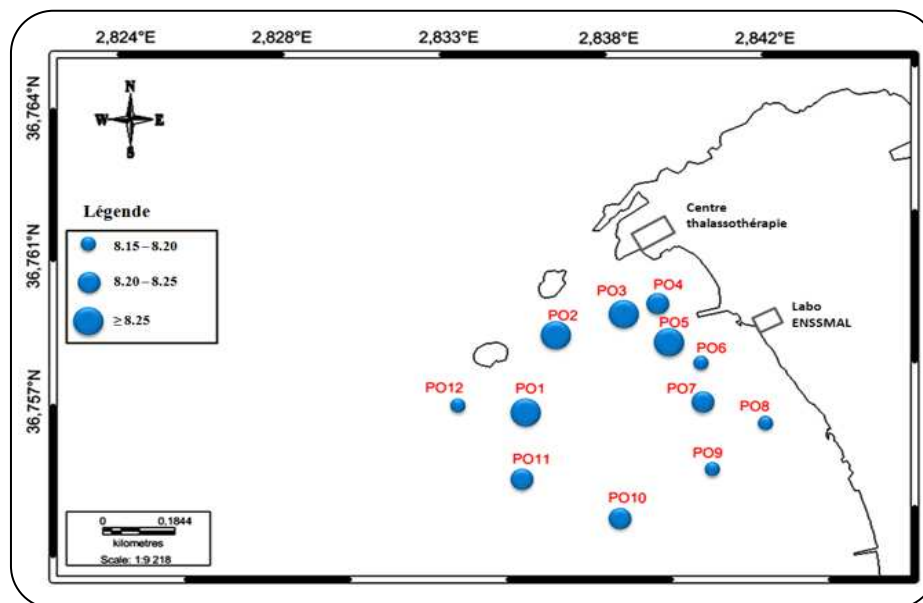 2,824°E 2,828°E 2,833°E 2,838°E 2,842°E
36,764°N
36,761°N
36,757°N
N
W E
S
Légende
8.15 – 8.20
8.20 – 8.25
≥ 8.25
Centre
thalassothérapie
Labo
ENSSMAL
PO4
PO3
PO2
PO5
PO6
PO12
PO1
PO7
PO8
PO11
PO9
PO10
0 0,1844
kilometres
Scale: 1:9 218